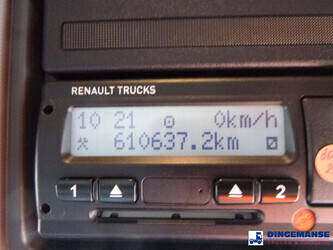 RENAULT TRUCKS
10 21 0km/h
610637.2km
1 2
DINGEMANSE